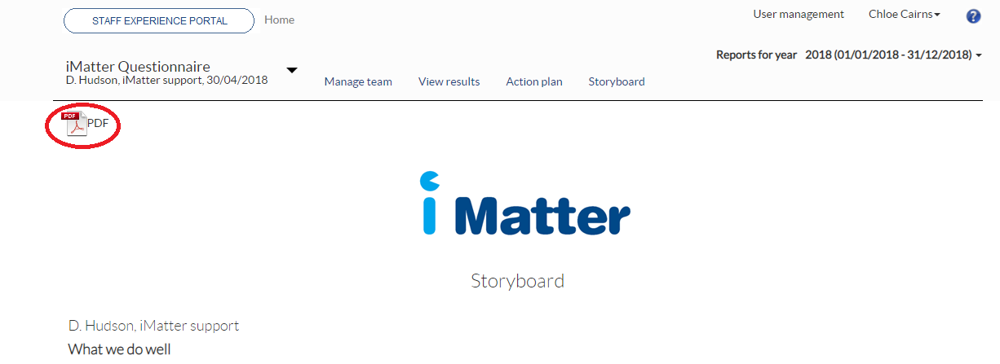 STAFF EXPERIENCE PORTAL Home User management Chloe Cairns ?
Reports for year 2018 (01/01/2018 - 31/12/2018)
iMatter Questionnaire
D. Hudson, iMatter support, 30/04/2018
Manage team View results Action plan Storyboard
PDF PDF
i Matter
Storyboard
D. Hudson, iMatter support
What we do well